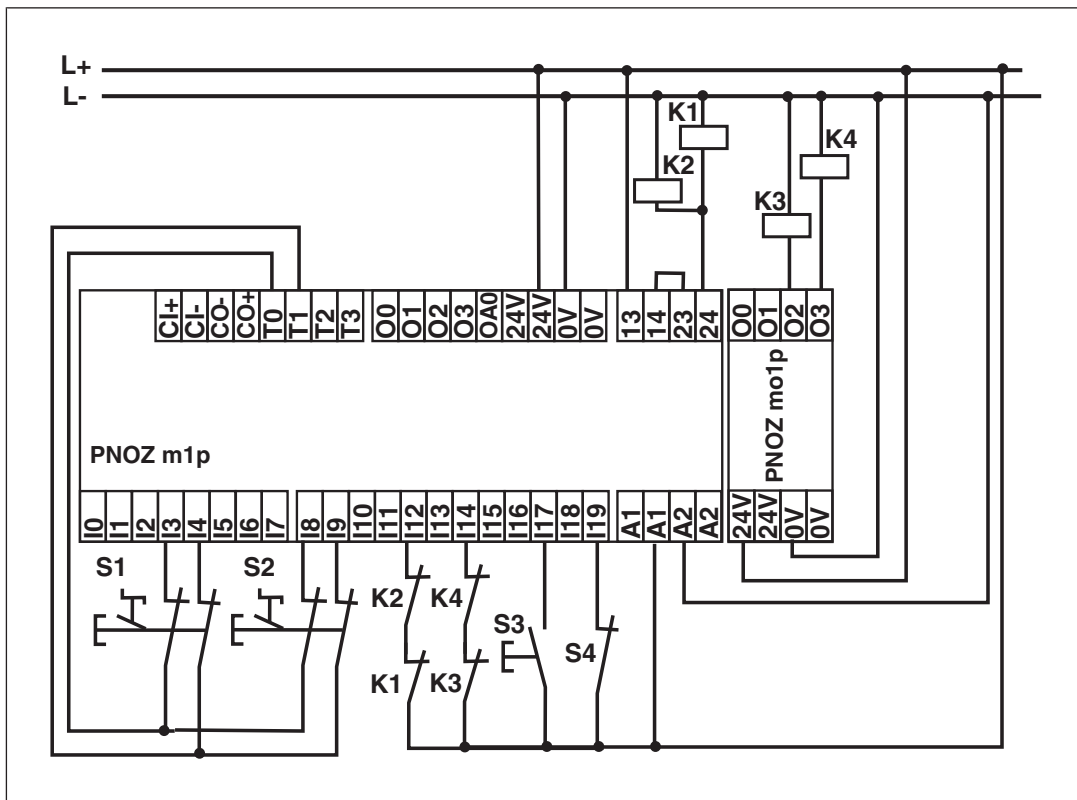 L+
L-
K1
K2
K4
K3
CI+ CI- CO- CO+ T0 T1 T2 T3 O0 O1 O2 O3 OA0 24V 24V 0V 0V 13 14 23 24 O0 O1 O2 O3
PNOZ m1p
PNOZ mo1p
I0 I1 I2 I3 I4 I5 I6 I7 I8 I9 I10 I11 I12 I13 I14 I15 I16 I17 I18 I19 A1 A1 A2 A2 24V 24V 0V 0V
S1 S2
K2 K4
S3
S4
K1 K3